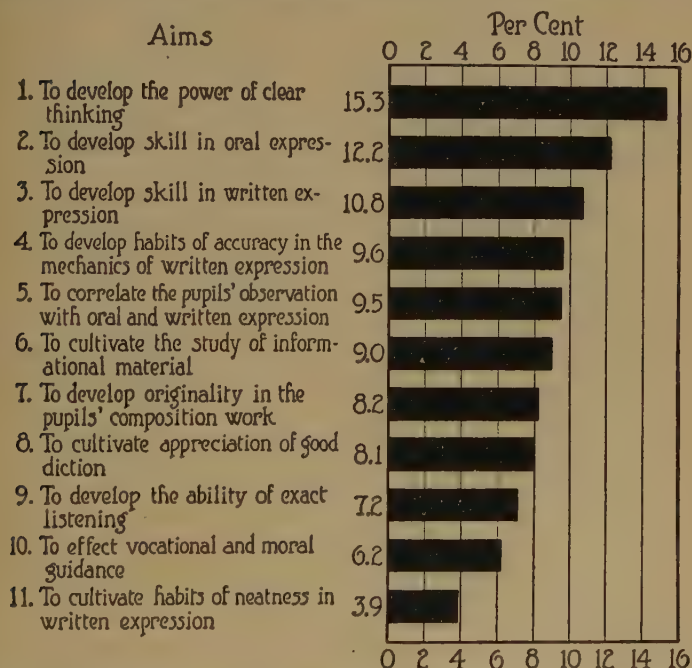 Aims
Per Cent
0 2 4 6 8 10 12 14 16
1. To develop the power of clear
thinking
15.3
2. To develop skill in oral expres-
sion
12.2
3. To develop skill in written ex-
pression
10.8
4. To develop habits of accuracy in the
mechanics of written expression
9.6
5. To correlate the pupils' observation
with oral and written expression
9.5
6. To cultivate the study of inform-
ational material
9.0
7. To develop originality in the
pupils' composition work
8.2
8. To cultivate appreciation of good
diction
8.1
9. To develop the ability of exact
listening
7.2
10. To effect vocational and moral
guidance
6.2
11. To cultivate habits of neatness in
written expression
3.9
0 2 4 6 8 10 12 14 16